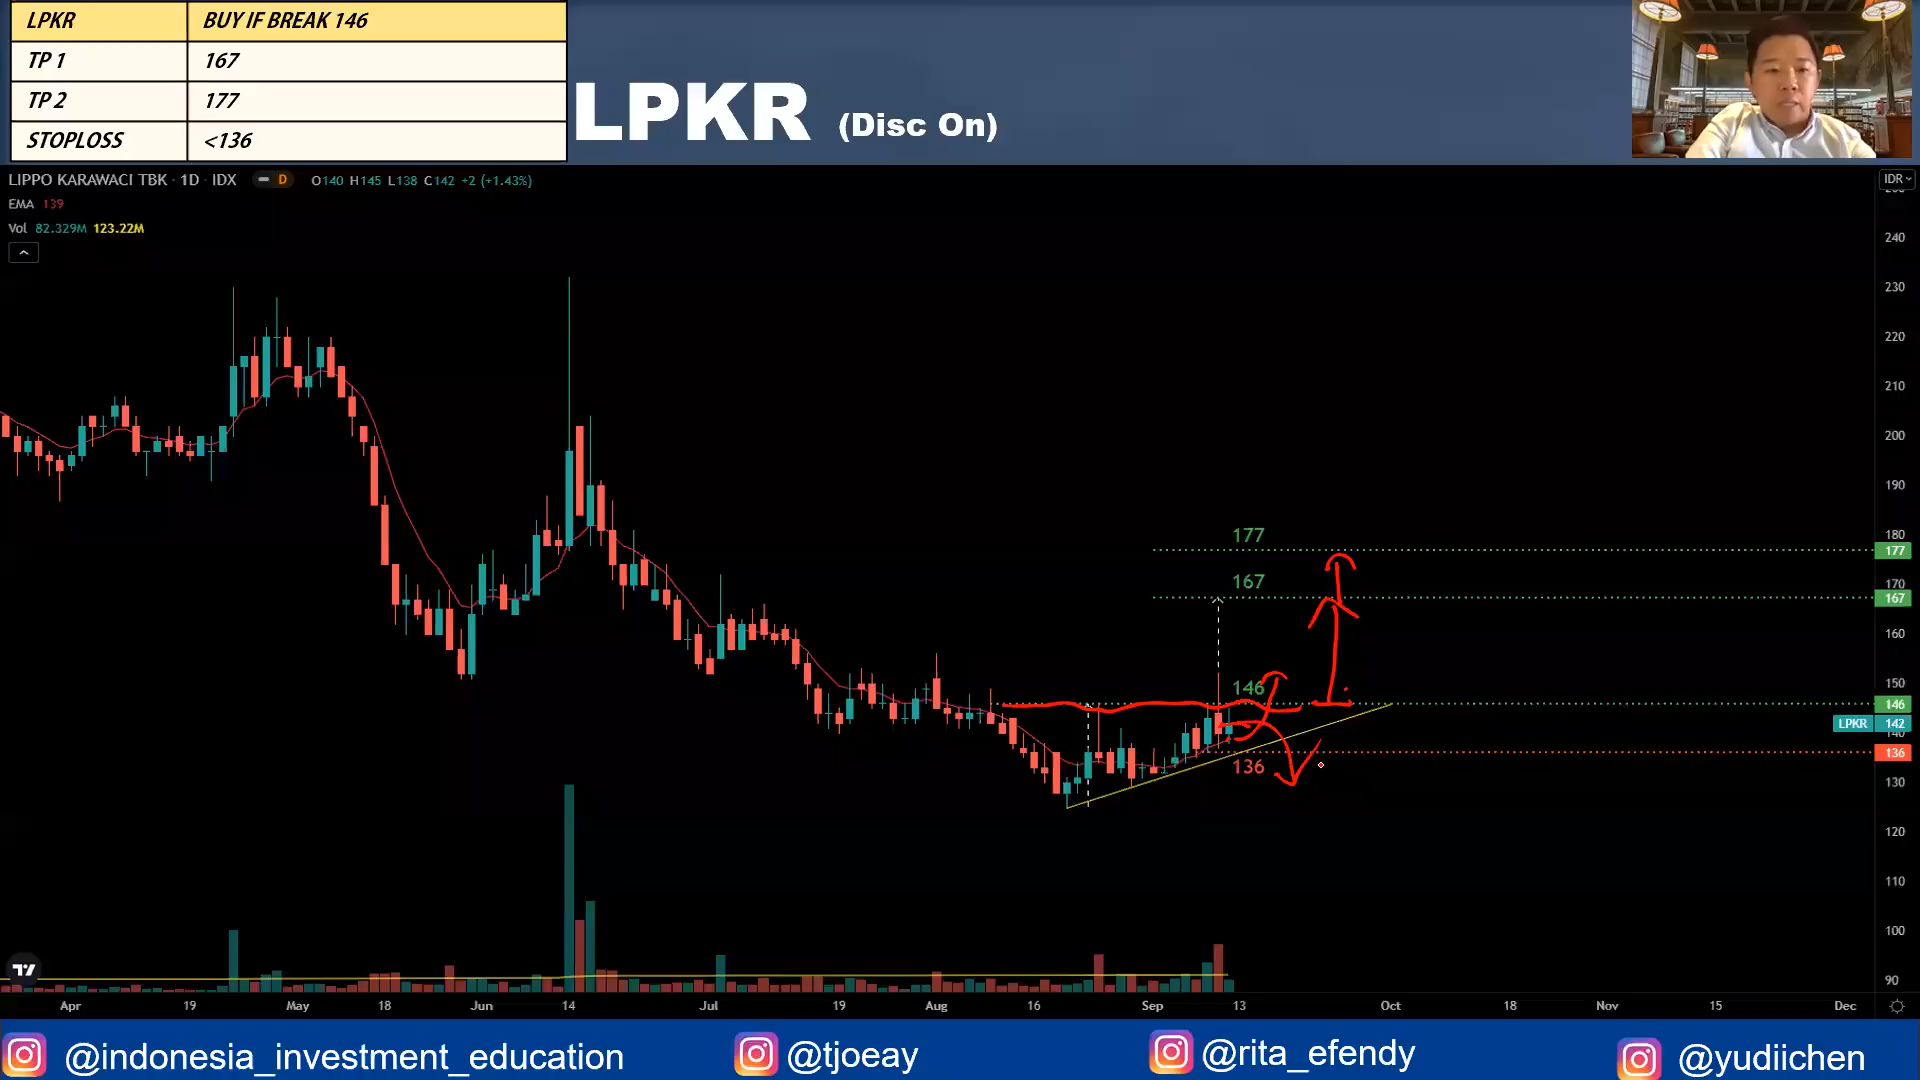 LPKR BUY IF BREAK 146
TP 1 167
TP 2 177
STOPLOSS <136
LPKR (Disc On)
LIPPO KARAWACI TBK · 1D · IDX D O140 H145 L138 C142 +2 (+1.43%)
EMA 139
Vol 82.329M 123.22M
IDR
240
230
220
210
200
190
180
177
170
167
160
150
146
LPKR 142
140
136
130
120
110
100
90
177
167
146
136
Apr 19 May 18 Jun 14 Jul 19 Aug 16 Sep 13 Oct 18 Nov 15 Dec
@indonesia_investment_education @tjoeay @rita_efendy @yudiichen